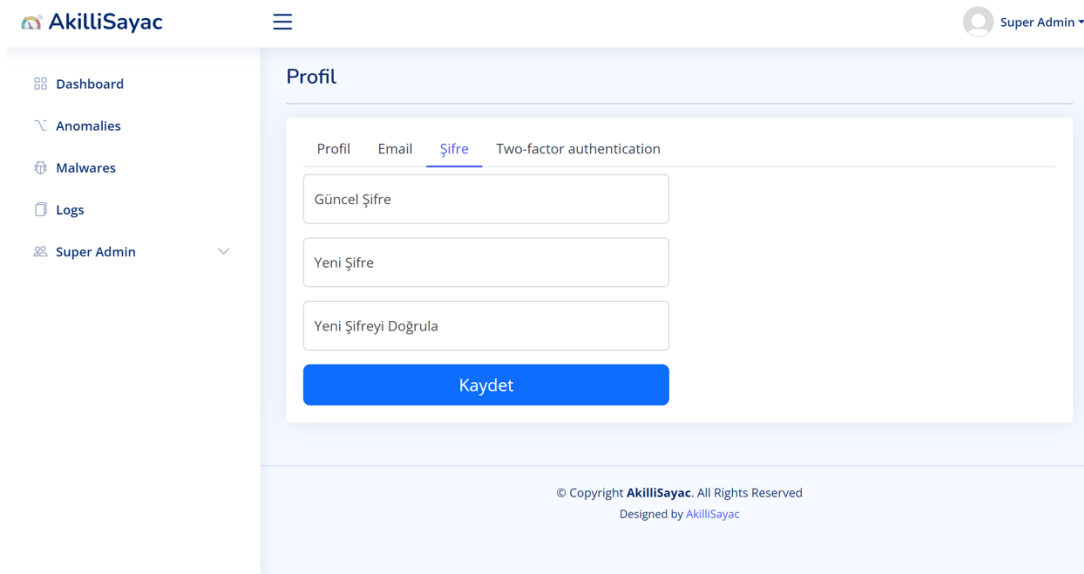 AkilliSayac
Super Admin
Dashboard
Anomalies
Malwares
Logs
Super Admin
Profil
Profil Email Şifre Two-factor authentication
Güncel Şifre
Yeni Şifre
Yeni Şifreyi Doğrula
Kaydet
© Copyright AkilliSayac. All Rights Reserved
Designed by AkilliSayac